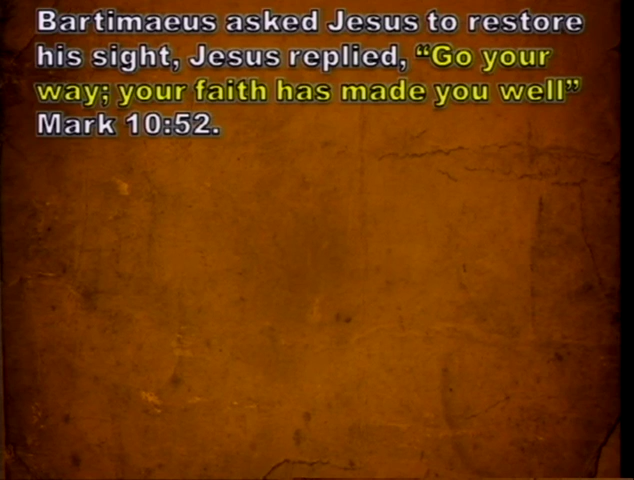 Bartimaeus asked Jesus to restore
his sight, Jesus replied, “Go your
way; your faith has made you well”
Mark 10:52.